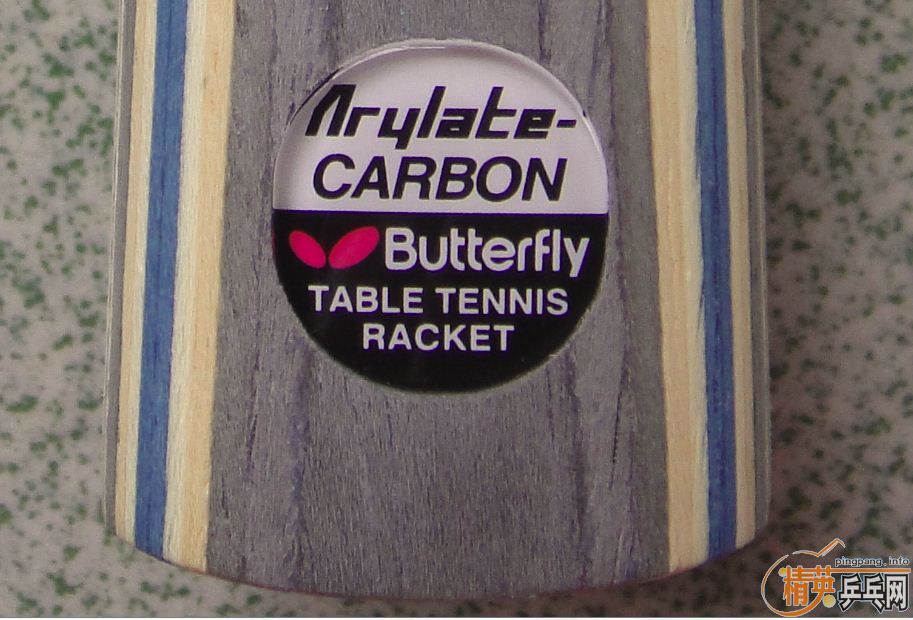 Arylate-
CARBON
Butterfly
TABLE TENNIS
RACKET
pingpang.info
精英乒乓网